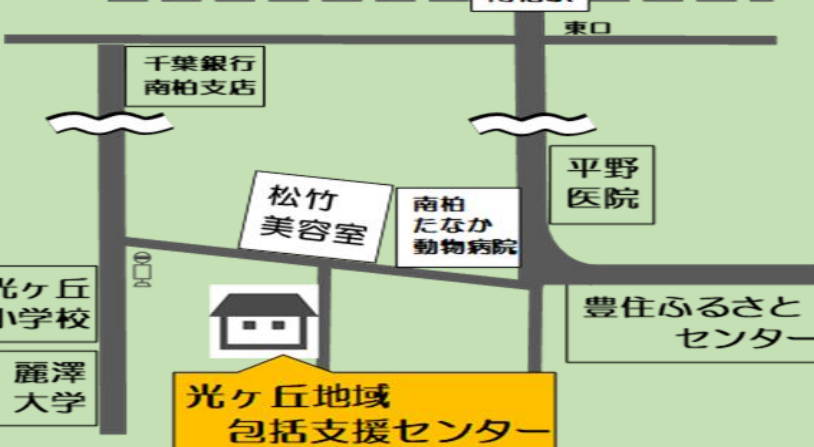 東口
千葉銀行
南柏支店
平野
医院
松竹
美容室
南柏
たなか
動物病院
光ヶ丘
小学校
豊住ふるさと
センター
麗澤
大学
光ヶ丘地域
包括支援センター